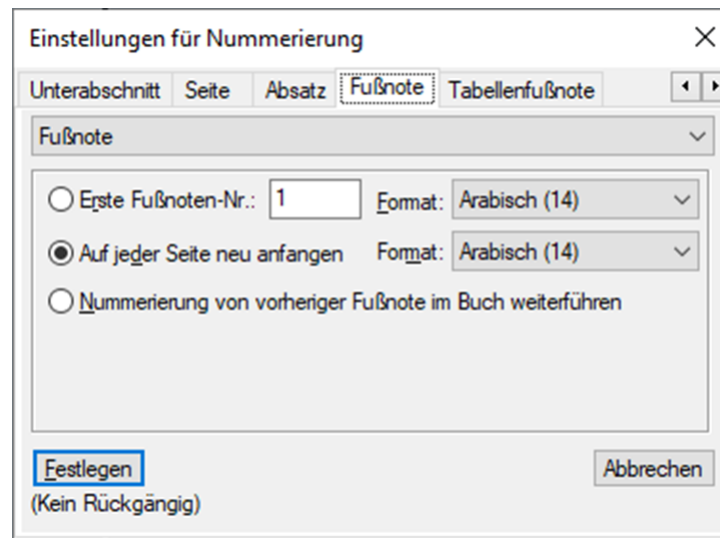 Einstellungen für Nummerierung
Unterabschnitt Seite Absatz Fußnote Tabellenfußnote
Fußnote
Erste Fußnoten-Nr.: 1 Format: Arabisch (14)
Auf jeder Seite neu anfangen Format: Arabisch (14)
Nummerierung von vorheriger Fußnote im Buch weiterführen
Festlegen Abbrechen
(Kein Rückgängig)